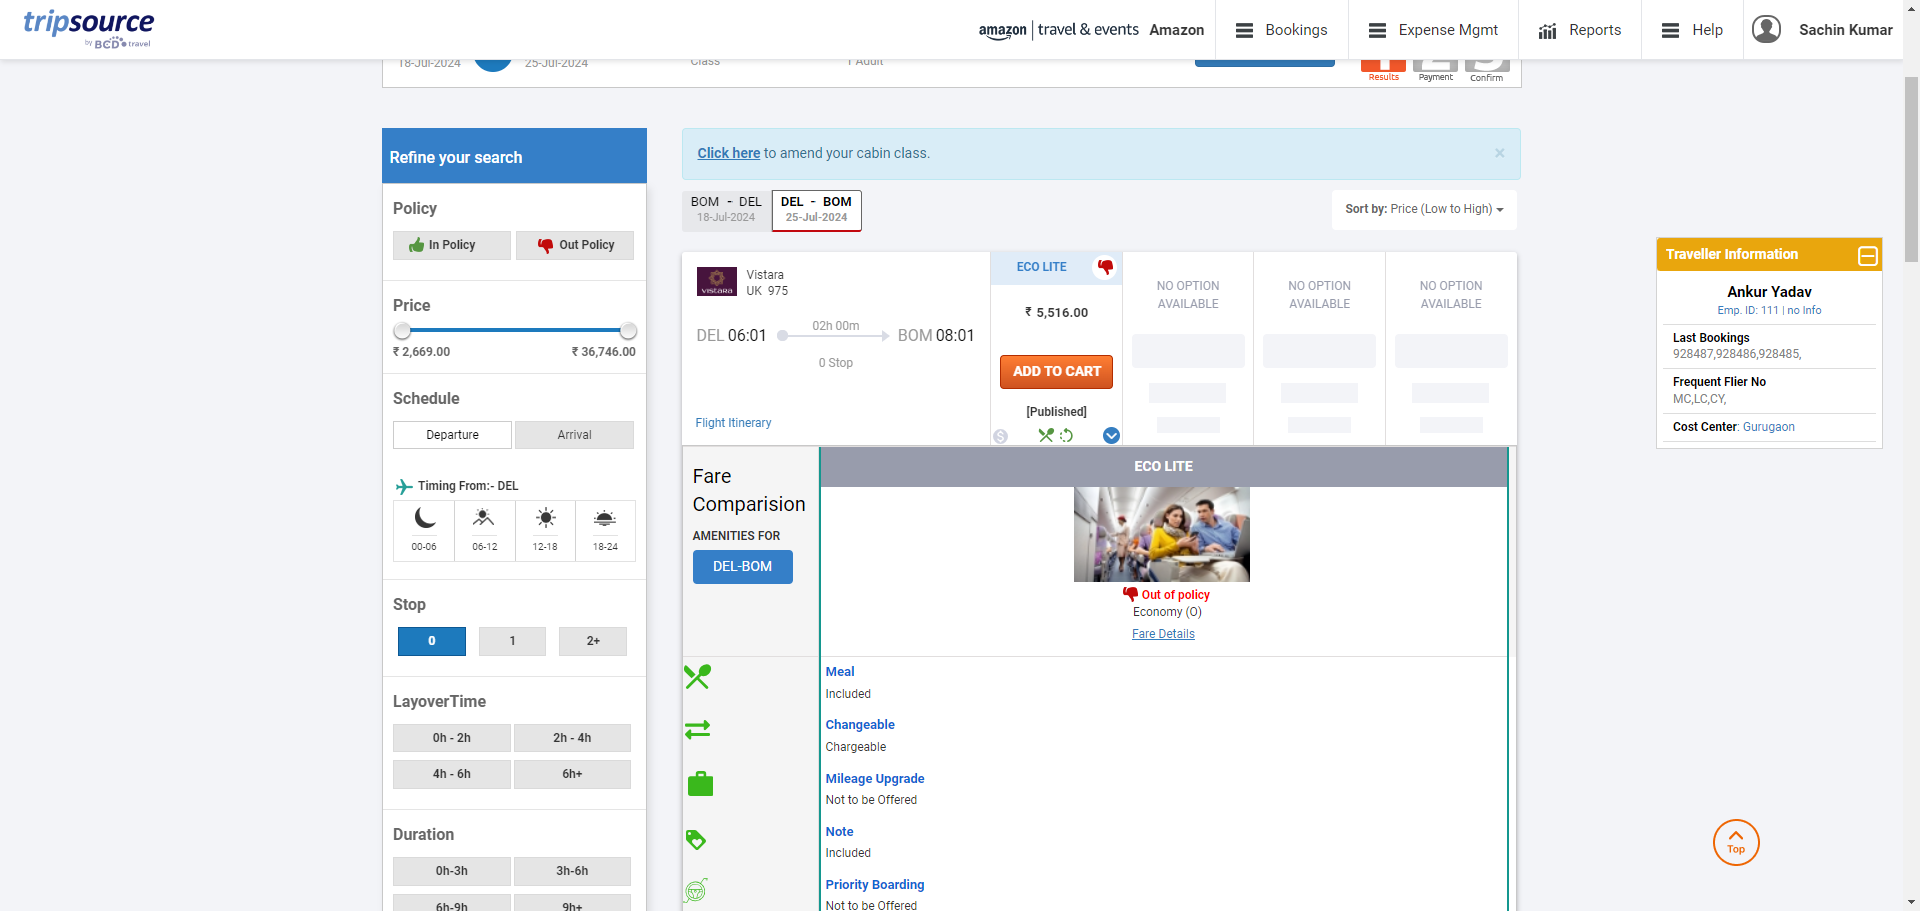 tripsource
by BCD travel
amazon travel & events Amazon
Bookings
Expense Mgmt
Reports
Help
Sachin Kumar
18-Jul-2024
25-Jul-2024
Class
1 Adult
Results
Payment
Confirm
Refine your search
Policy
In Policy
Out Policy
Price
₹ 2,669.00
₹ 36,746.00
Schedule
Departure
Arrival
Timing From:- DEL
00-06
06-12
12-18
18-24
Stop
0
1
2+
LayoverTime
0h - 2h
2h - 4h
4h - 6h
6h+
Duration
0h-3h
3h-6h
6h-9h
9h+
Click here to amend your cabin class.
×
BOM - DEL
18-Jul-2024
DEL - BOM
25-Jul-2024
Sort by: Price (Low to High)
VISTARA
Vistara
UK 975
DEL 06:01
02h 00m
BOM 08:01
0 Stop
Flight Itinerary
ECO LITE
₹ 5,516.00
ADD TO CART
[Published]
NO OPTION
AVAILABLE
NO OPTION
AVAILABLE
NO OPTION
AVAILABLE
Fare
Comparision
AMENITIES FOR
DEL-BOM
ECO LITE
Out of policy
Economy (O)
Fare Details
Meal
Included
Changeable
Chargeable
Mileage Upgrade
Not to be Offered
Note
Included
Priority Boarding
Not to be Offered
Traveller Information
Ankur Yadav
Emp. ID: 111 | no Info
Last Bookings
928487,928486,928485,
Frequent Flier No
MC,LC,CY,
Cost Center: Gurugaon
Top